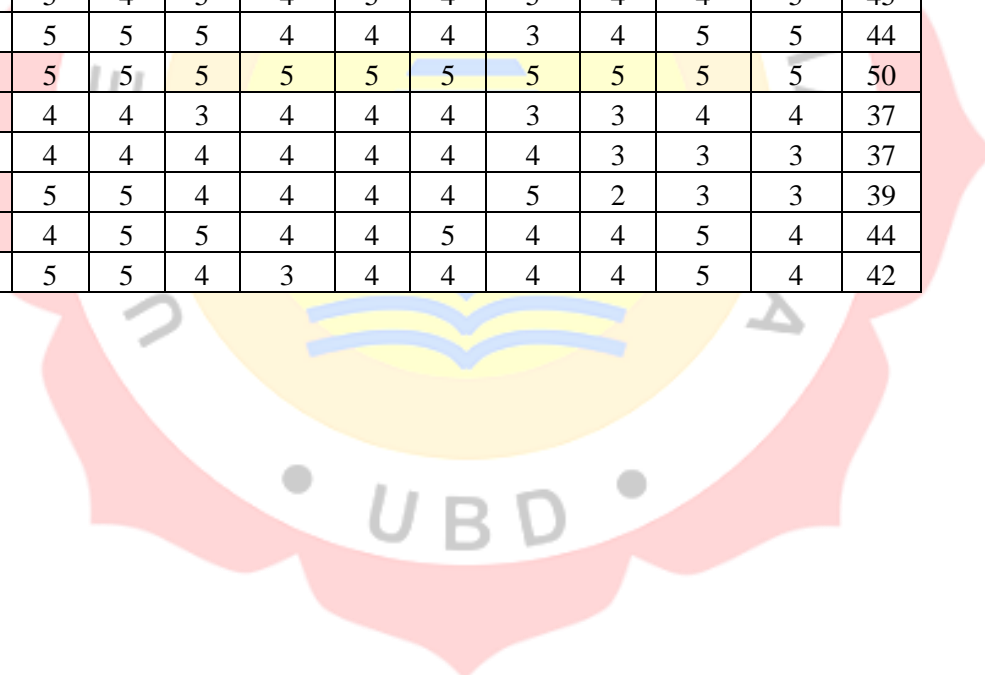 5 5 5 4 4 4 3 4 5 5 44
5 5 5 5 5 5 5 5 5 5 50
4 4 3 4 4 4 3 3 4 4 37
4 4 4 4 4 4 4 3 3 3 37
5 5 4 4 4 4 5 2 3 3 39
4 5 5 4 4 5 4 4 5 4 44
5 5 4 3 4 4 4 4 5 4 42
U A
UBD